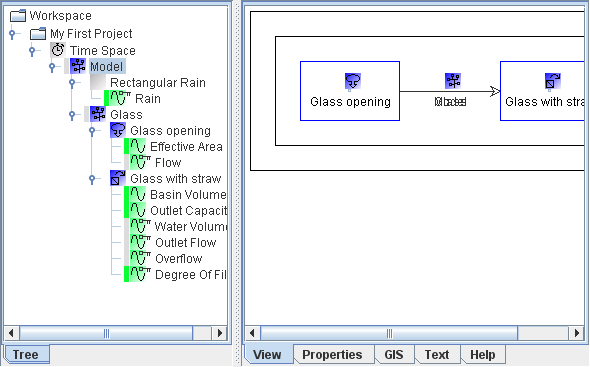 Workspace
My First Project
Time Space
Model
Rectangular Rain
Rain
Glass
Glass opening
Effective Area
Flow
Glass with straw
Basin Volume
Outlet Capacit
Water Volum
Outlet Flow
Overflow
Degree Of Fil
Tree
Glass opening
Glass with stra
View Properties GIS Text Help